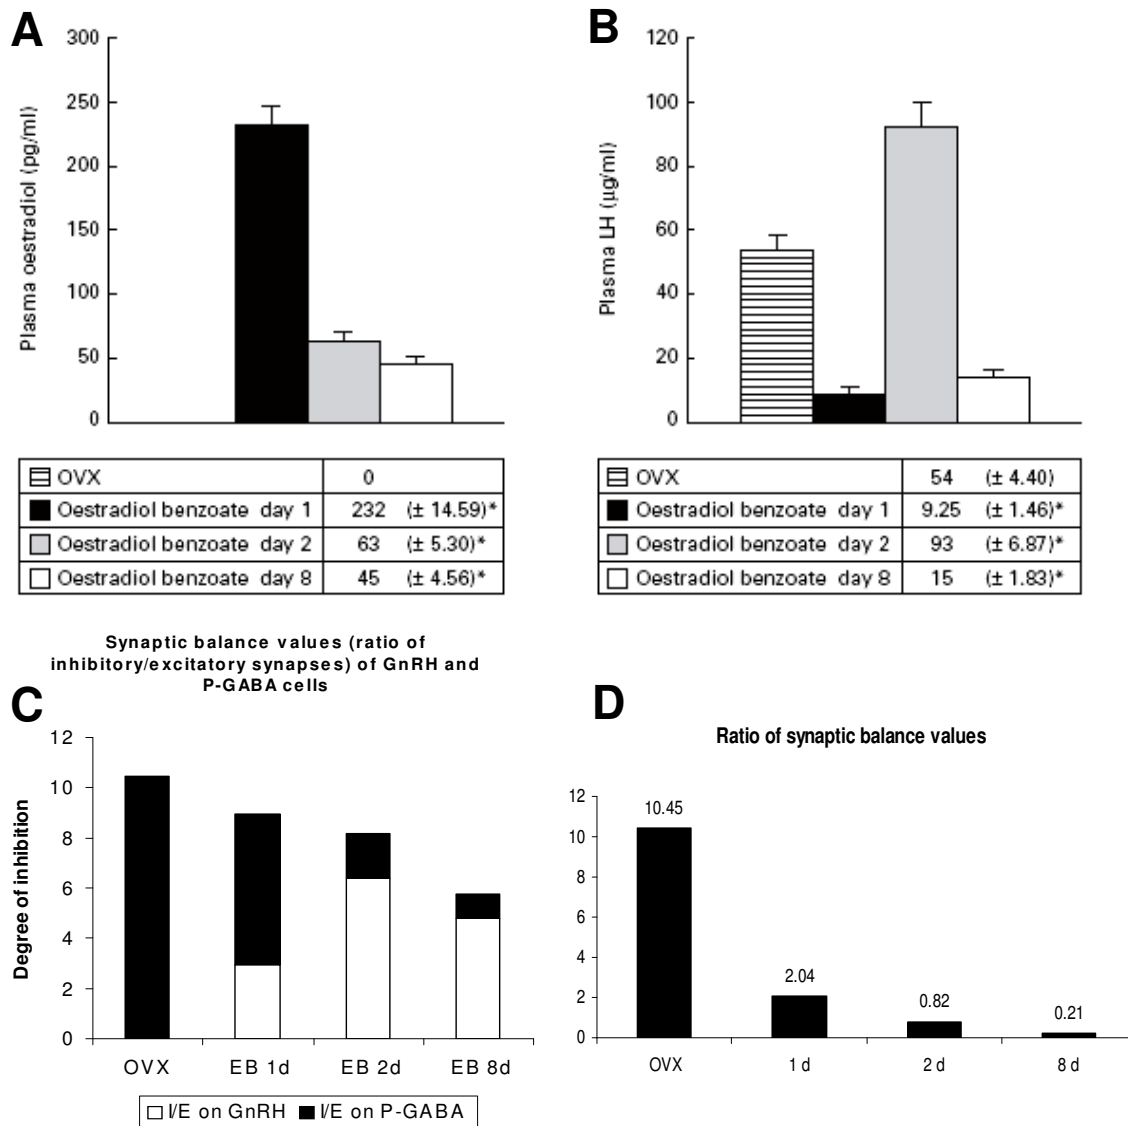 A
300
250
200
150
100
50
0
Plasma oestradiol (pg/ml)
OVX 0
Oestradiol benzoate day 1 232 (± 14.59)*
Oestradiol benzoate day 2 63 (± 5.30)*
Oestradiol benzoate day 8 45 (± 4.56)*
B
120
100
80
60
40
20
0
Plasma LH (µg/ml)
OVX 54 (± 4.40)
Oestradiol benzoate day 1 9.25 (± 1.46)*
Oestradiol benzoate day 2 93 (± 6.87)*
Oestradiol benzoate day 8 15 (± 1.83)*
Synaptic balance values (ratio of
inhibitory/excitatory synapses) of GnRH and
P-GABA cells
C
12
10
8
6
4
2
0
Degree of inhibition
OVX EB 1d EB 2d EB 8d
I/E on GnRH I/E on P-GABA
D
Ratio of synaptic balance values
12
10
8
6
4
2
0
10.45
2.04
0.82
0.21
OVX 1 d 2 d 8 d